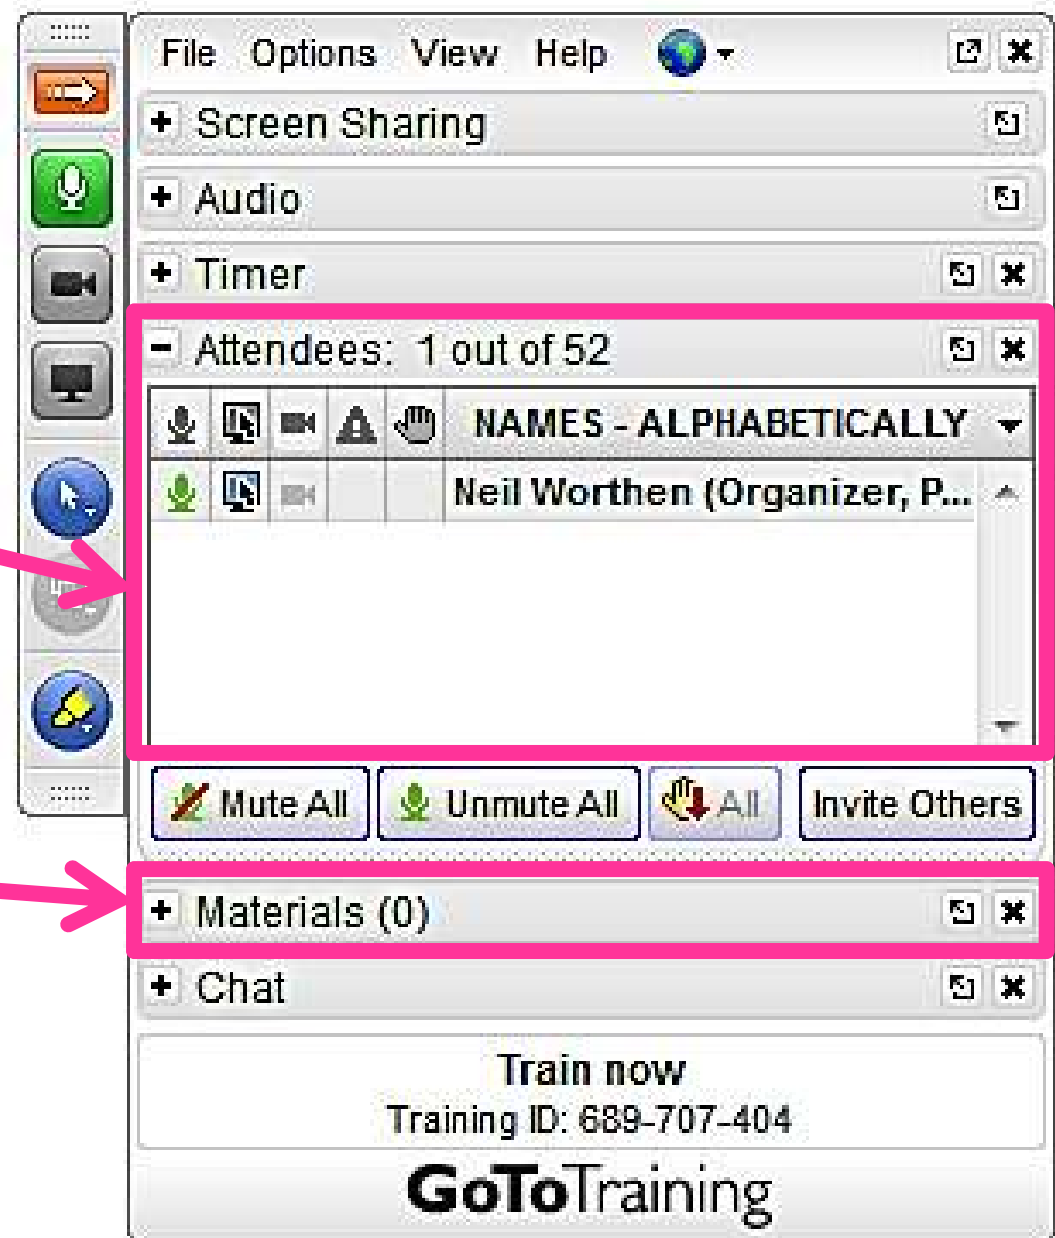 File Options View Help
Screen Sharing
Audio
Timer
Attendees: 1 out of 52
NAMES - ALPHABETICALLY
Neil Worthen (Organizer, P...
Mute All Unmute All All Invite Others
Materials (0)
Chat
Train now
Training ID: 689-707-404
GoToTraining